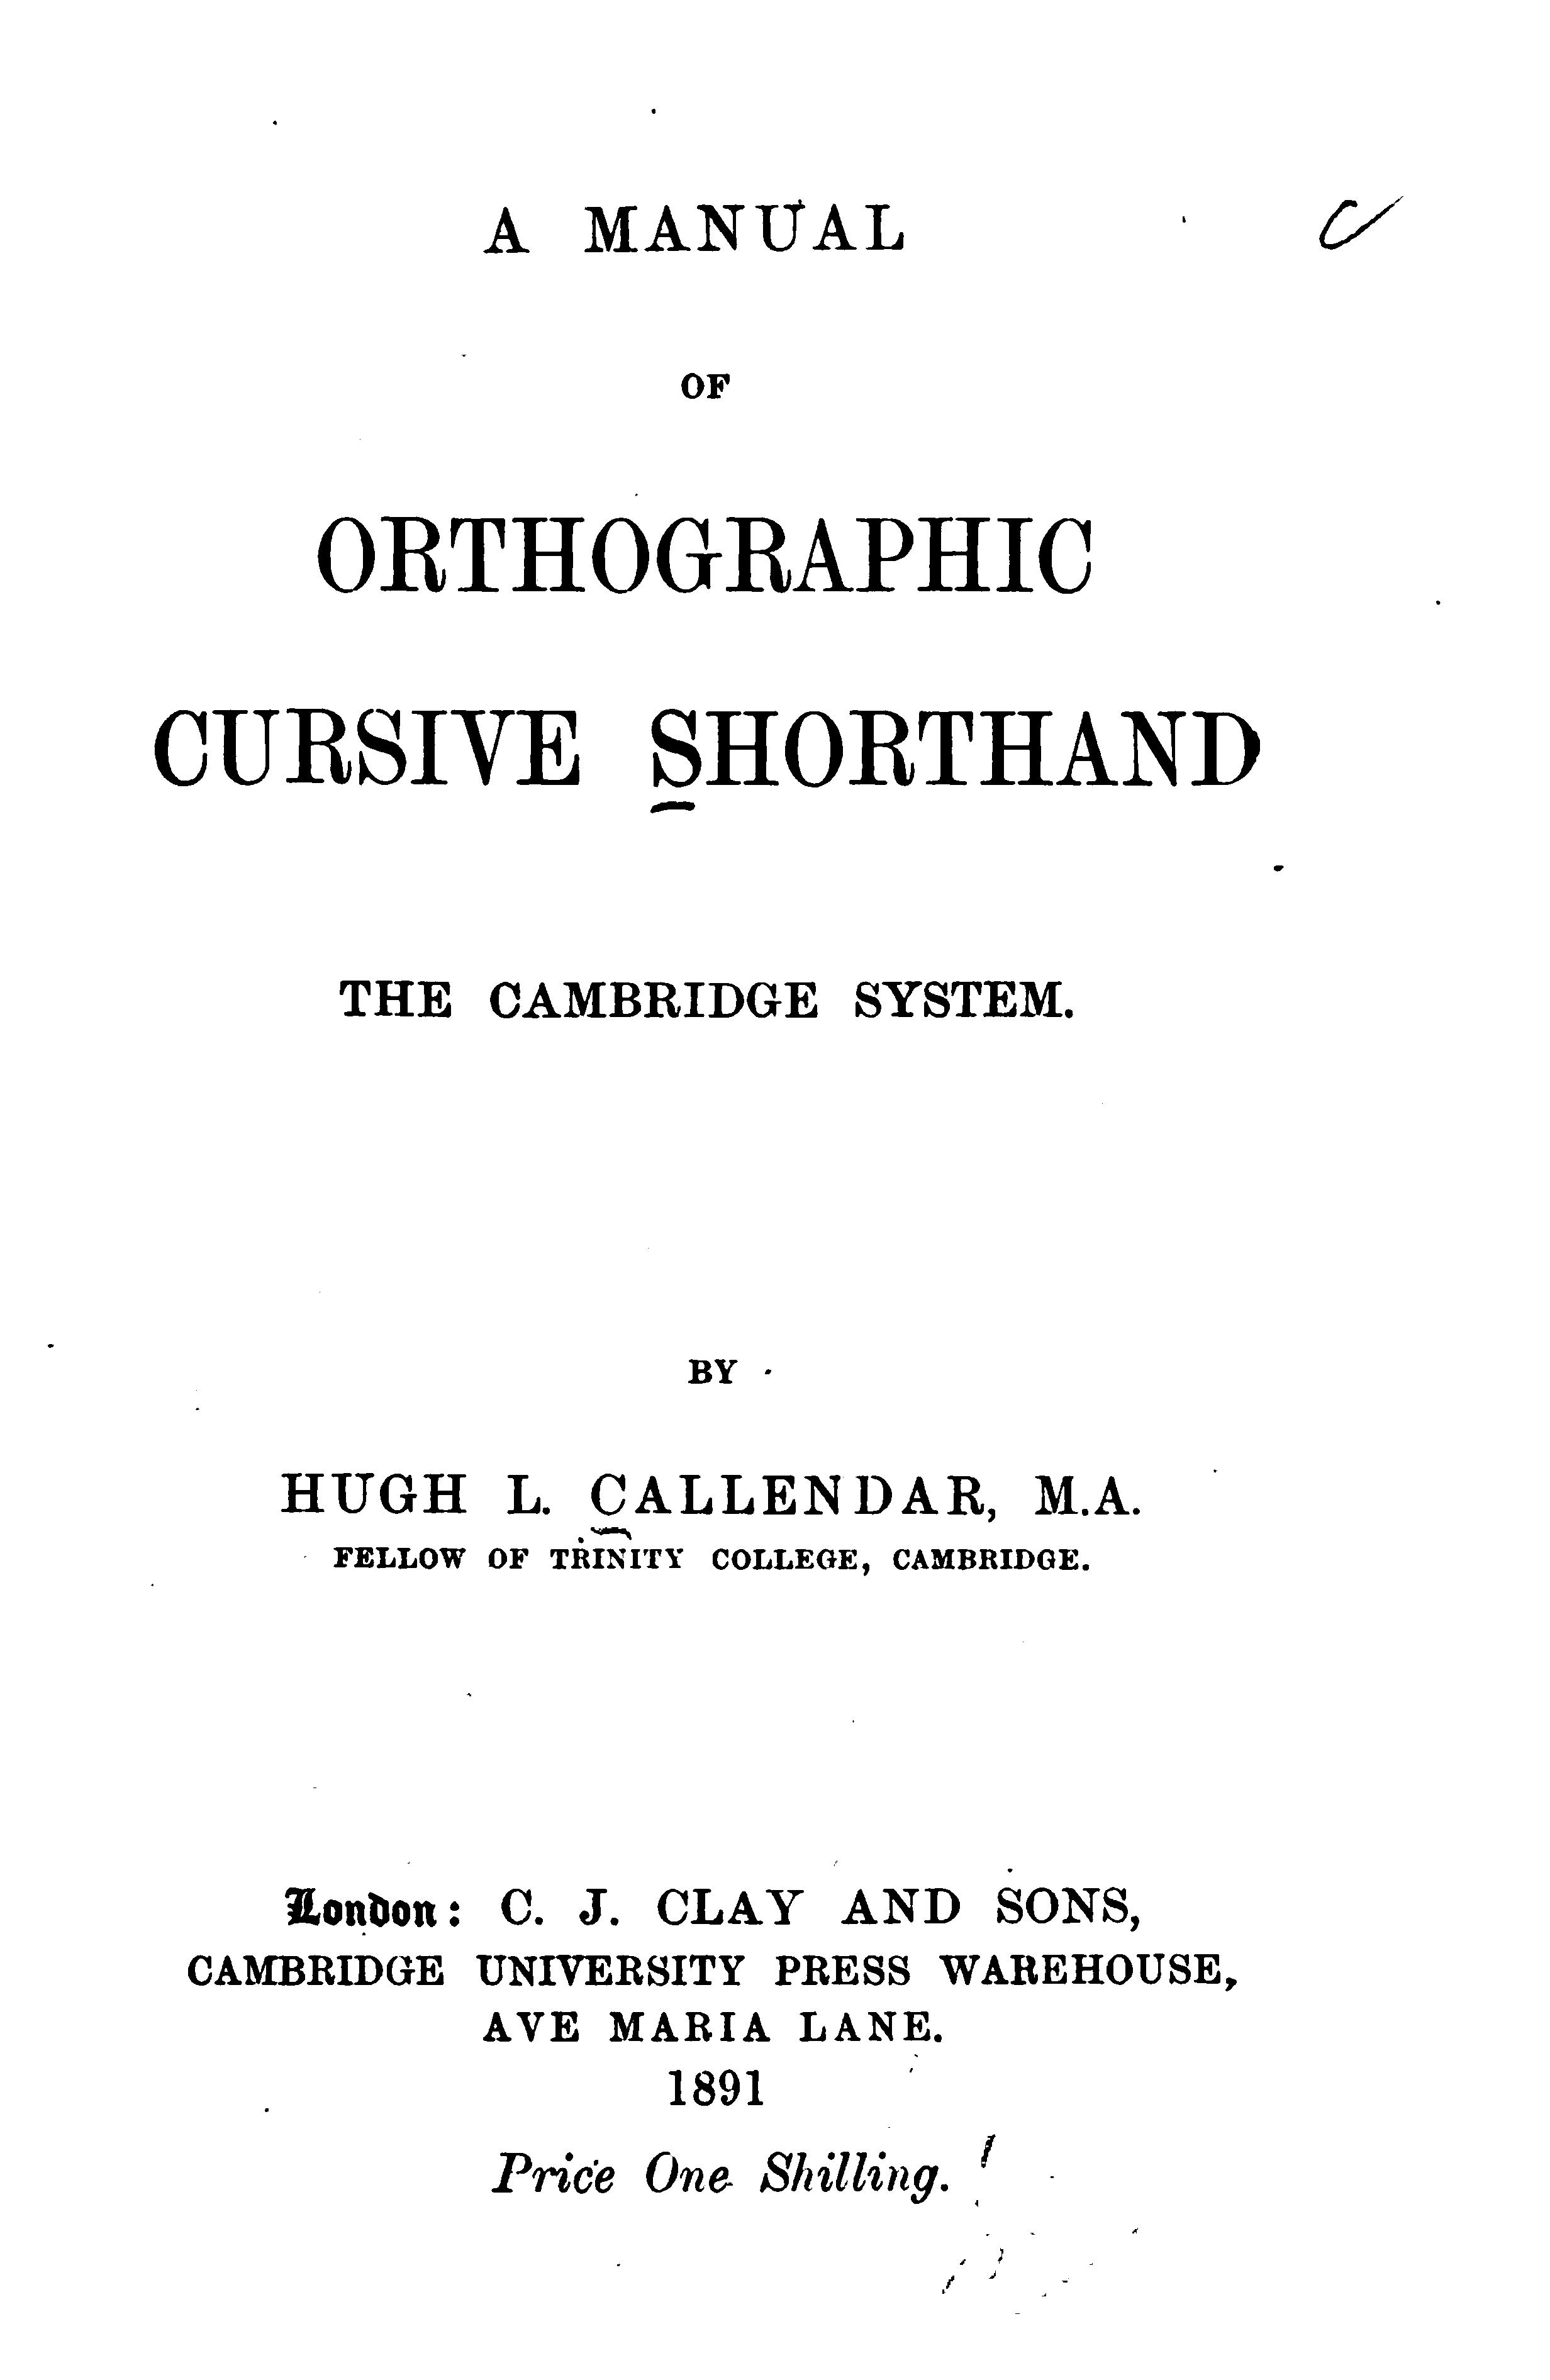 A MANUAL
OF
ORTHOGRAPHIC
CURSIVE SHORTHAND
THE CAMBRIDGE SYSTEM.
BY
HUGH L. CALLENDAR, M.A.
FELLOW OF TRINITY COLLEGE, CAMBRIDGE.
London: C. J. CLAY AND SONS,
CAMBRIDGE UNIVERSITY PRESS WAREHOUSE,
AVE MARIA LANE.
1891
Price One Shilling.